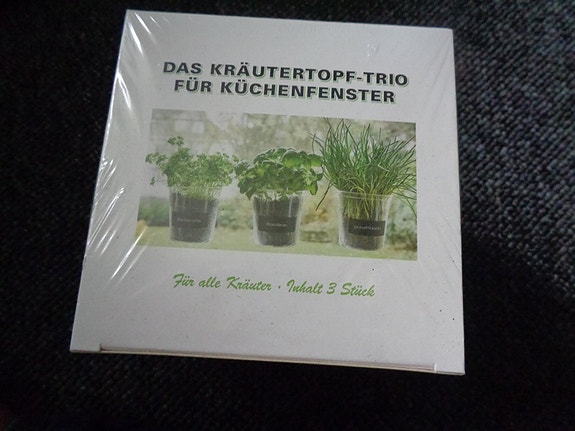 DAS KRÄUTERTOPF-TRIO
FÜR KÜCHENFENSTER
Für alle Kräuter · Inhalt 3 Stück